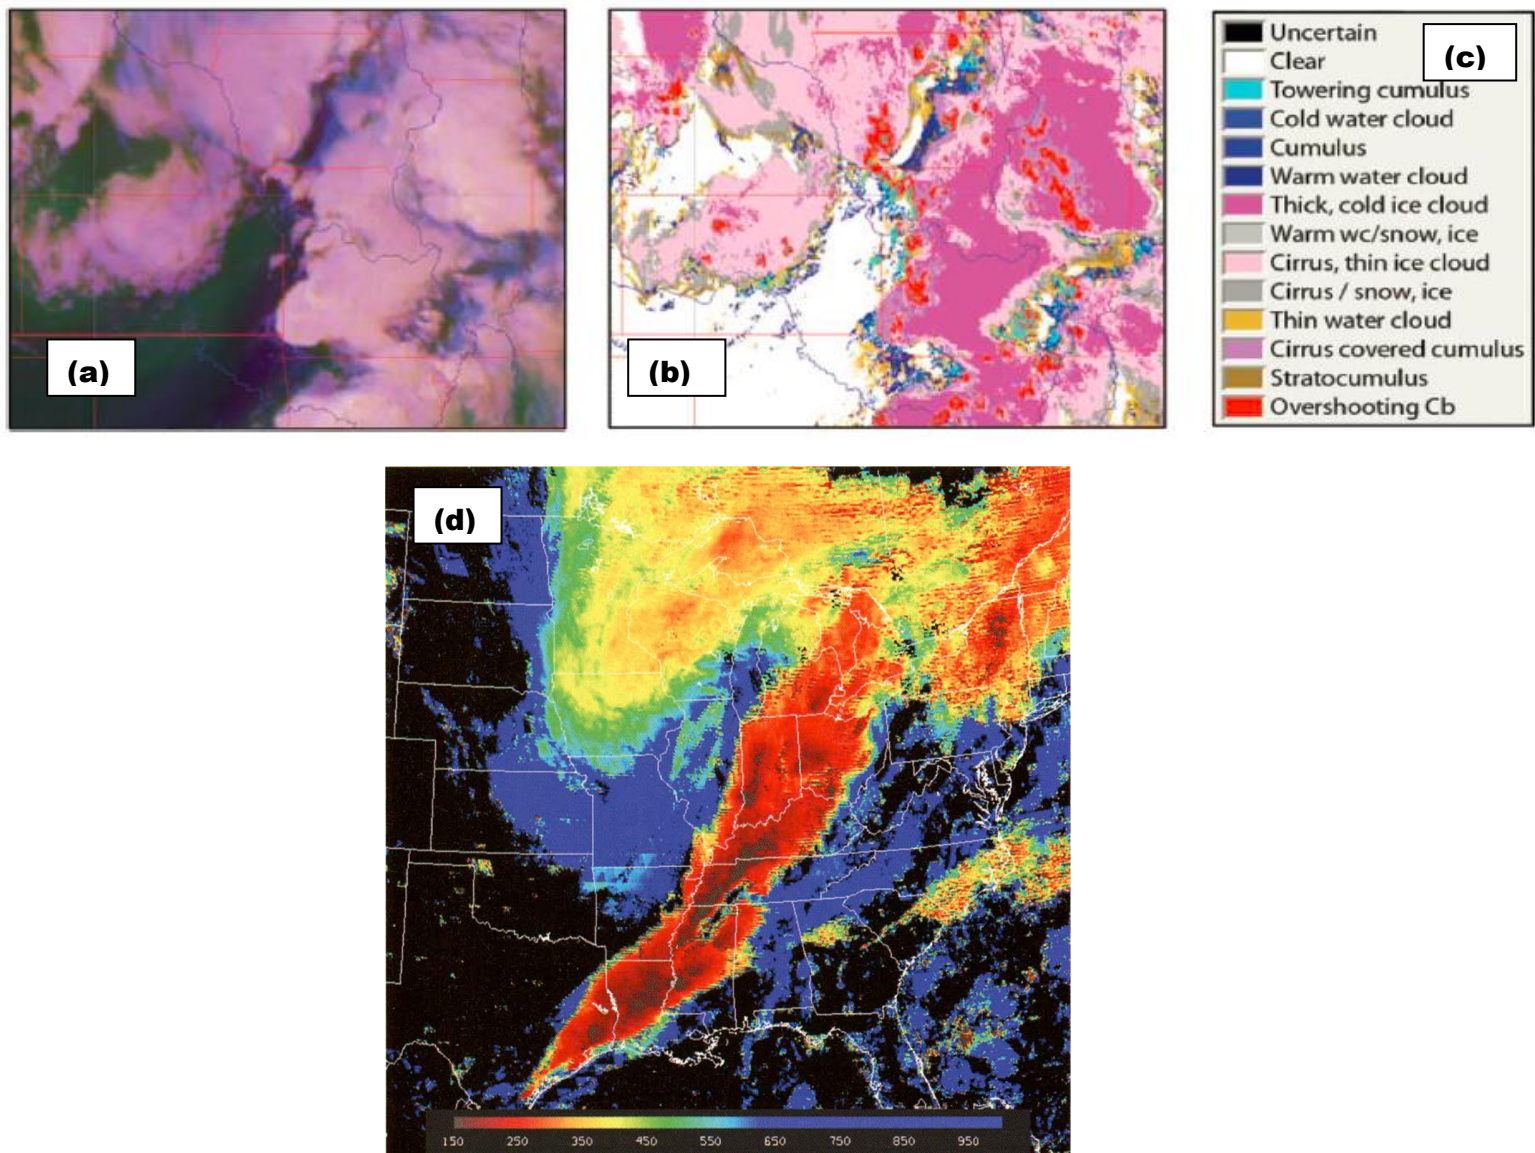 (a)
(b)
(c)
Uncertain
Clear
Towering cumulus
Cold water cloud
Cumulus
Warm water cloud
Thick, cold ice cloud
Warm wc/snow, ice
Cirrus, thin ice cloud
Cirrus / snow, ice
Thin water cloud
Cirrus covered cumulus
Stratocumulus
Overshooting Cb
(d)
150 250 350 450 550 650 750 850 950